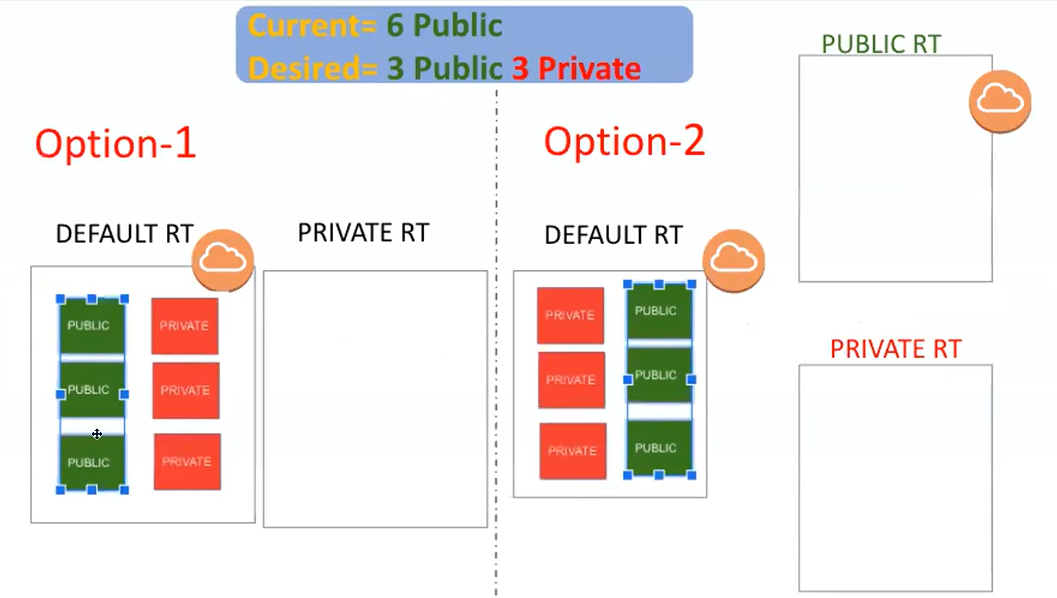 Current= 6 Public
Desired= 3 Public 3 Private
Option-1
DEFAULT RT
PRIVATE RT
PUBLIC
PRIVATE
PUBLIC
PRIVATE
PUBLIC
PRIVATE
Option-2
DEFAULT RT
PRIVATE
PUBLIC
PRIVATE
PUBLIC
PRIVATE
PUBLIC
PUBLIC RT
PRIVATE RT